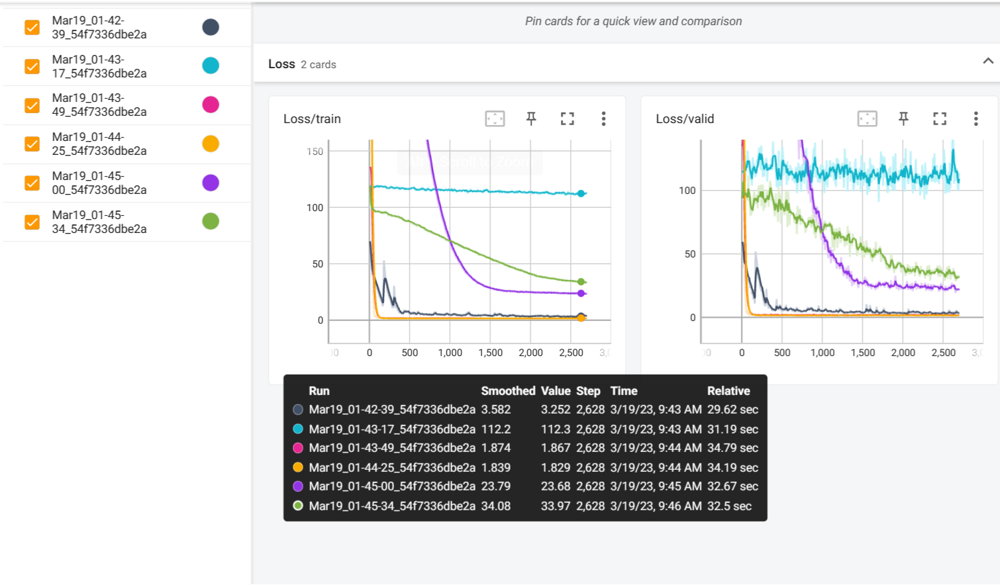 Mar19_01-42-
39_54f7336dbe2a
Mar19_01-43-
17_54f7336dbe2a
Mar19_01-43-
49_54f7336dbe2a
Mar19_01-44-
25_54f7336dbe2a
Mar19_01-45-
00_54f7336dbe2a
Mar19_01-45-
34_54f7336dbe2a
Pin cards for a quick view and comparison
Loss 2 cards
Loss/train
150
100
50
0
00 0 500 1,000 1,500 2,000 2,500 3,0
Loss/valid
100
50
0
00 0 500 1,000 1,500 2,000 2,500 3,0
Run Smoothed Value Step Time Relative
Mar19_01-42-39_54f7336dbe2a 3.582 3.252 2,628 3/19/23, 9:43 AM 29.62 sec
Mar19_01-43-17_54f7336dbe2a 112.2 112.3 2,628 3/19/23, 9:43 AM 31.19 sec
Mar19_01-43-49_54f7336dbe2a 1.874 1.867 2,628 3/19/23, 9:44 AM 34.79 sec
Mar19_01-44-25_54f7336dbe2a 1.839 1.829 2,628 3/19/23, 9:44 AM 34.19 sec
Mar19_01-45-00_54f7336dbe2a 23.79 23.68 2,628 3/19/23, 9:45 AM 32.67 sec
Mar19_01-45-34_54f7336dbe2a 34.08 33.97 2,628 3/19/23, 9:46 AM 32.5 sec